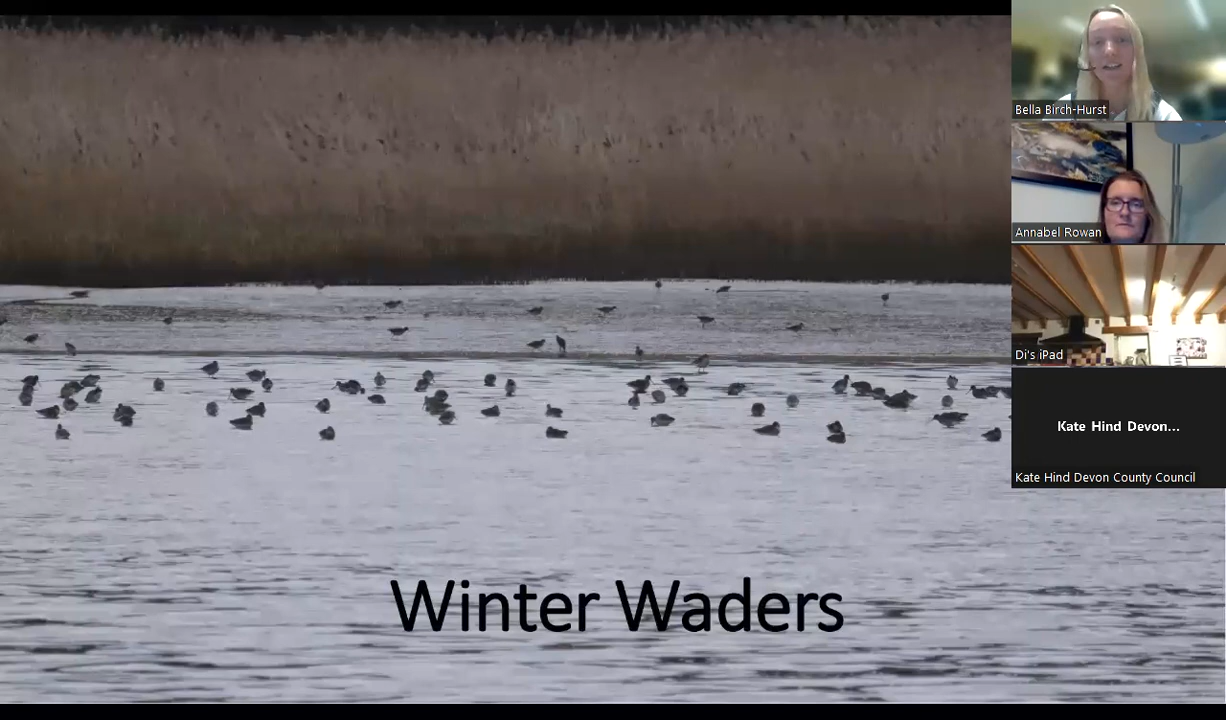 Bella Birch-Hurst
Annabel Rowan
Di's iPad
Kate Hind Devon...
Kate Hind Devon County Council
Winter Waders